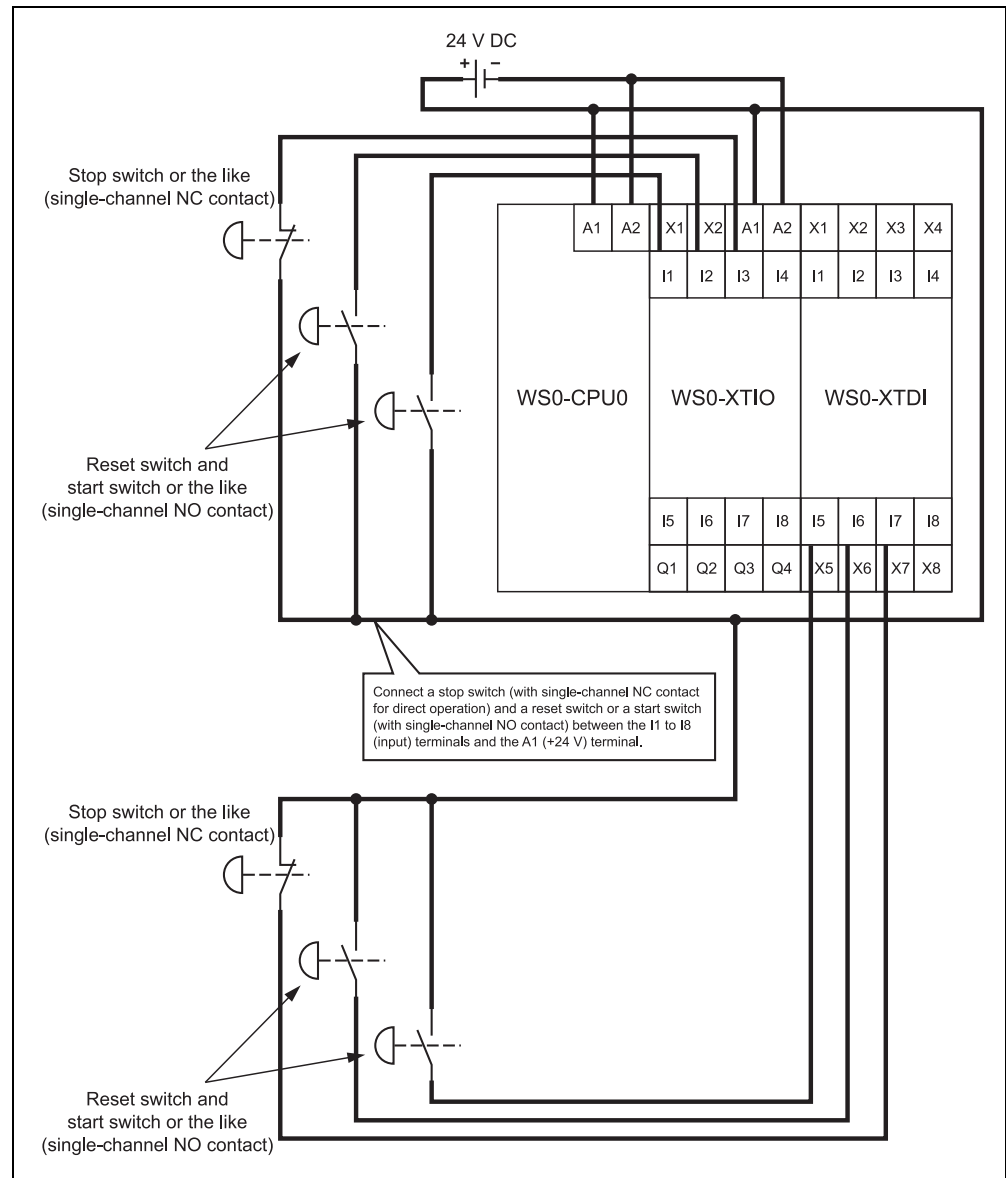 24 V DC
+ −
Stop switch or the like
(single-channel NC contact)
A1 A2 X1 X2 A1 A2 X1 X2 X3 X4
I1 I2 I3 I4 I1 I2 I3 I4
WS0-CPU0 WS0-XTIO WS0-XTDI
Reset switch and
start switch or the like
(single-channel NO contact)
I5 I6 I7 I8 I5 I6 I7 I8
Q1 Q2 Q3 Q4 X5 X6 X7 X8
Connect a stop switch (with single-channel NC contact
for direct operation) and a reset switch or a start switch
(with single-channel NO contact) between the I1 to I8
(input) terminals and the A1 (+24 V) terminal.
Stop switch or the like
(single-channel NC contact)
Reset switch and
start switch or the like
(single-channel NO contact)